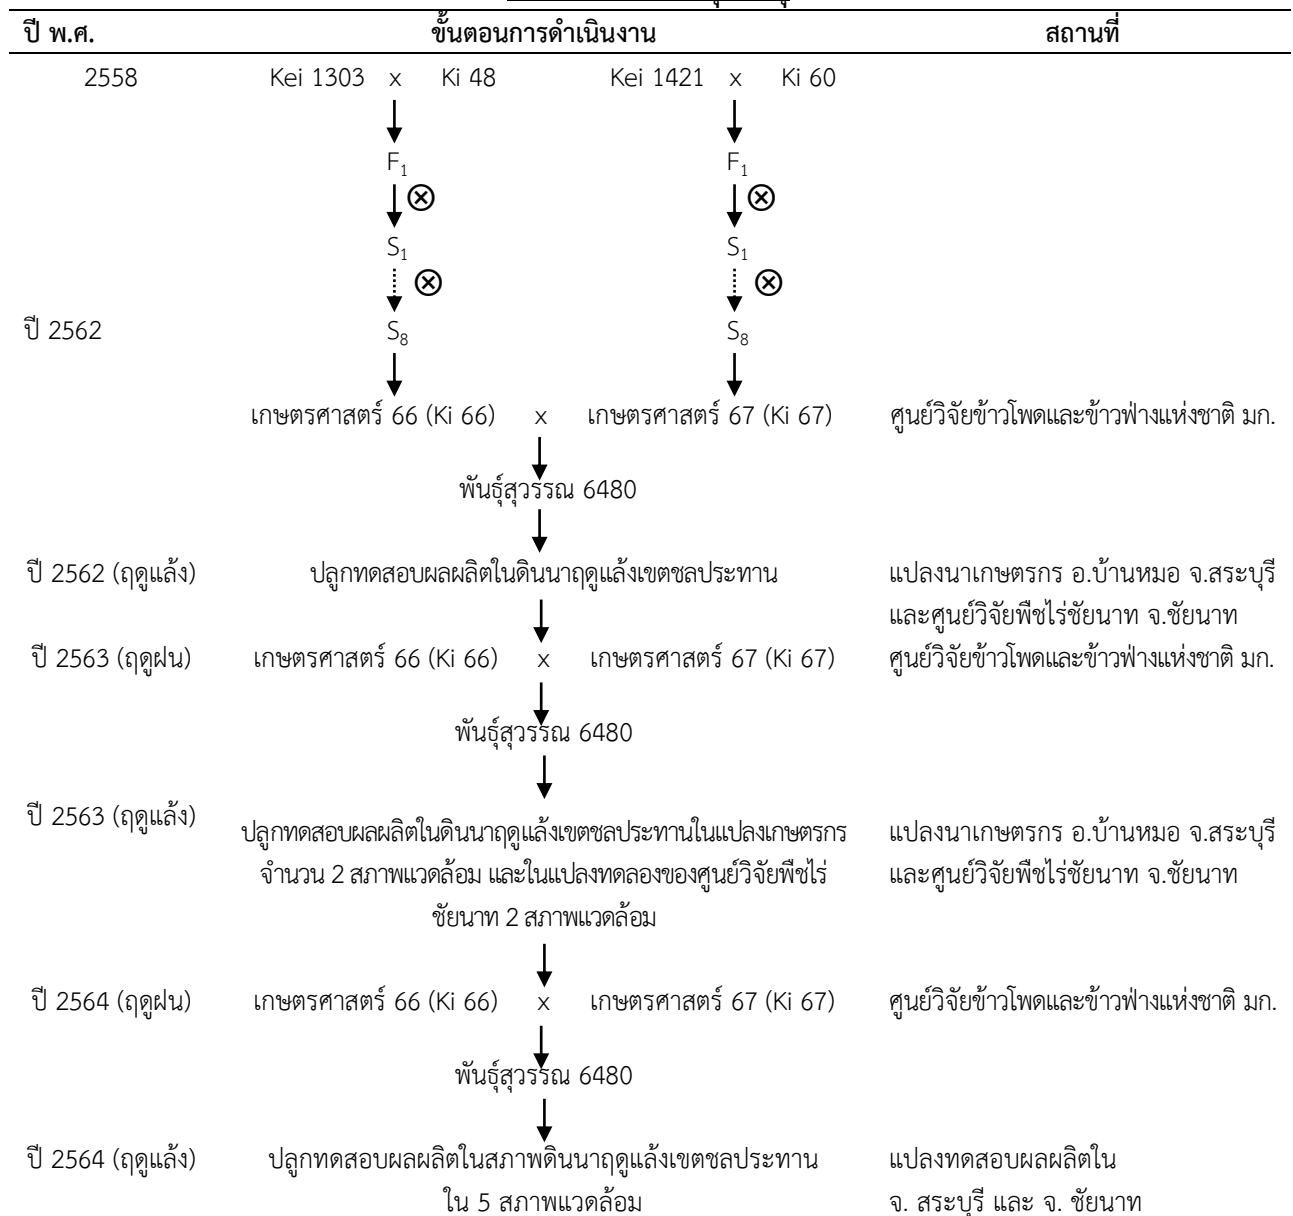 ปี พ.ศ. ขั้นตอนการดำเนินงาน สถานที่
2558 Kei 1303 x Ki 48 Kei 1421 x Ki 60
F₁ F₁
⊗ ⊗
S₁ S₁
⊗ ⊗
ปี 2562 S₈ S₈
เกษตรศาสตร์ 66 (Ki 66) x เกษตรศาสตร์ 67 (Ki 67) ศูนย์วิจัยข้าวโพดและข้าวฟ่างแห่งชาติ มก.
พันธุ์สุวรรณ 6480
ปี 2562 (ฤดูแล้ง) ปลูกทดสอบผลผลิตในดินนาฤดูแล้งเขตชลประทาน แปลงนาเกษตรกร อ.บ้านหมอ จ.สระบุรี
และศูนย์วิจัยพืชไร่ชัยนาท จ.ชัยนาท
ปี 2563 (ฤดูฝน) เกษตรศาสตร์ 66 (Ki 66) x เกษตรศาสตร์ 67 (Ki 67) ศูนย์วิจัยข้าวโพดและข้าวฟ่างแห่งชาติ มก.
พันธุ์สุวรรณ 6480
ปี 2563 (ฤดูแล้ง) ปลูกทดสอบผลผลิตในดินนาฤดูแล้งเขตชลประทานในแปลงเกษตรกร แปลงนาเกษตรกร อ.บ้านหมอ จ.สระบุรี
จำนวน 2 สภาพแวดล้อม และในแปลงทดลองของศูนย์วิจัยพืชไร่ และศูนย์วิจัยพืชไร่ชัยนาท จ.ชัยนาท
ชัยนาท 2 สภาพแวดล้อม
ปี 2564 (ฤดูฝน) เกษตรศาสตร์ 66 (Ki 66) x เกษตรศาสตร์ 67 (Ki 67) ศูนย์วิจัยข้าวโพดและข้าวฟ่างแห่งชาติ มก.
พันธุ์สุวรรณ 6480
ปี 2564 (ฤดูแล้ง) ปลูกทดสอบผลผลิตในสภาพดินนาฤดูแล้งเขตชลประทาน แปลงทดสอบผลผลิตใน
ใน 5 สภาพแวดล้อม จ. สระบุรี และ จ. ชัยนาท